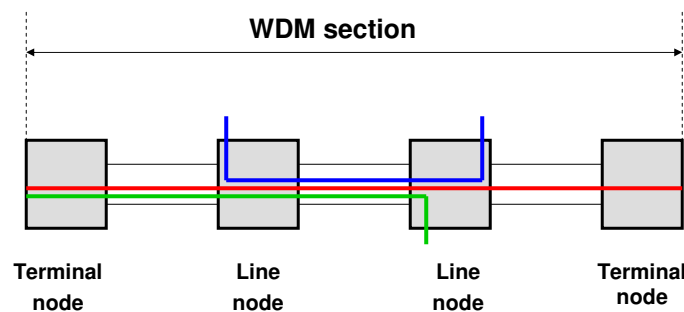 WDM section
Terminal
node
Line
node
Line
node
Terminal
node